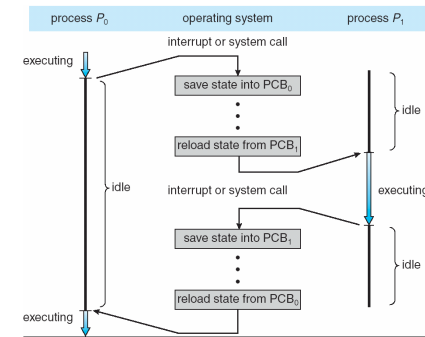 process P₀ operating system process P₁
interrupt or system call
executing
save state into PCB₀
idle
reload state from PCB₁
idle
interrupt or system call
executing
save state into PCB₁
idle
reload state from PCB₀
executing